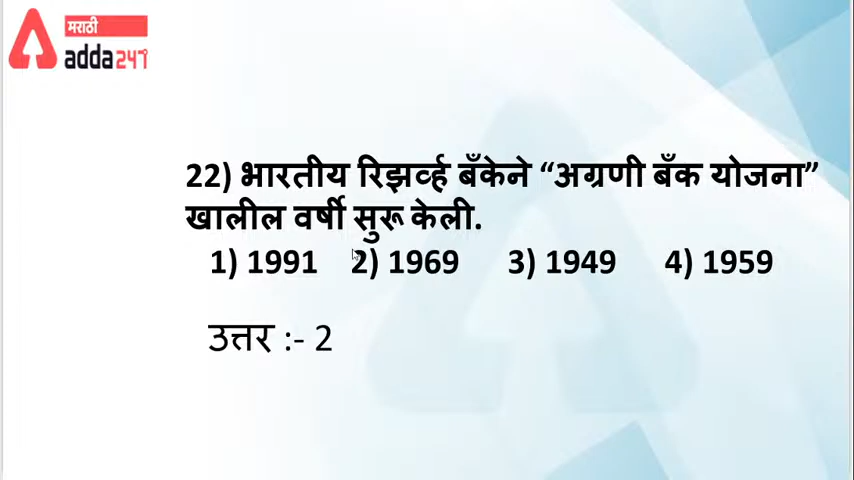 मराठी
adda247
22) भारतीय रिझर्व्ह बँकेने “अग्रणी बँक योजना”
खालील वर्षी सुरू केली.
1) 1991 2) 1969 3) 1949 4) 1959
उत्तर :- 2